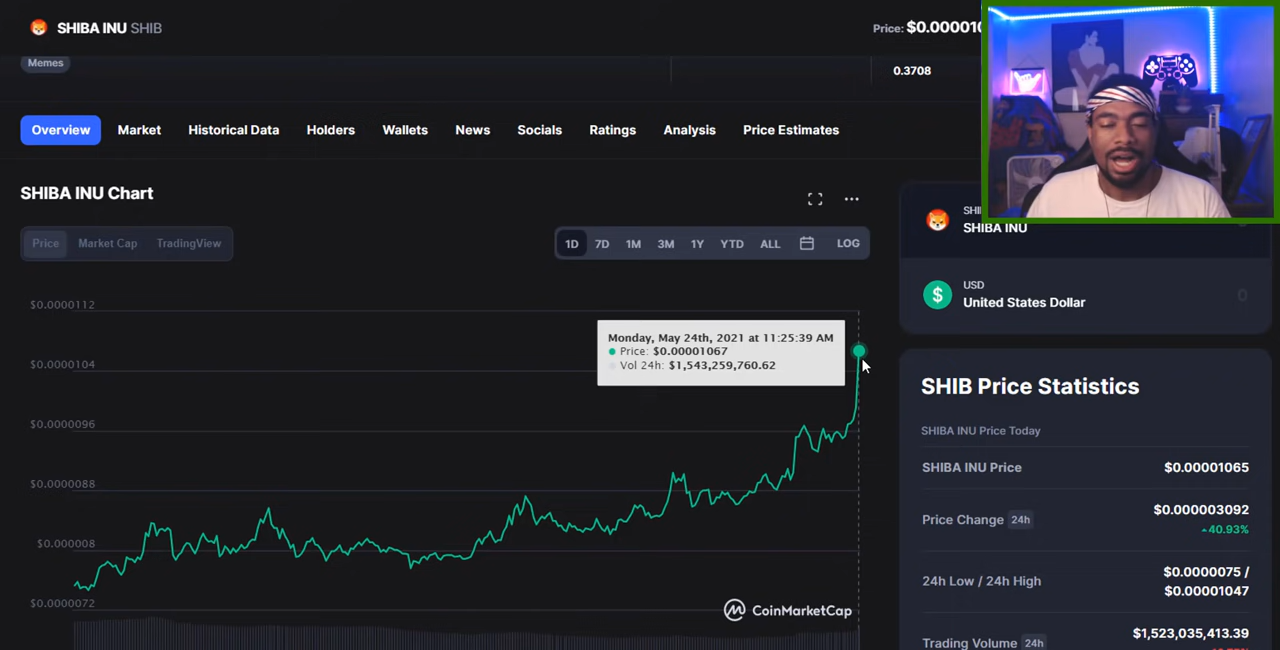 SHIBA INU SHIB
Price: $0.000010
Memes
0.3708
Overview Market Historical Data Holders Wallets News Socials Ratings Analysis Price Estimates
SHIBA INU Chart
Price Market Cap TradingView
1D 7D 1M 3M 1Y YTD ALL LOG
$0.0000112
$0.0000104
$0.0000096
$0.0000088
$0.000008
$0.0000072
Monday, May 24th, 2021 at 11:25:39 AM
Price: $0.00001067
Vol 24h: $1,543,259,760.62
CoinMarketCap
SHI
SHIBA INU
USD
United States Dollar
0
SHIB Price Statistics
SHIBA INU Price Today
SHIBA INU Price $0.00001065
Price Change 24h $0.000003092
40.93%
24h Low / 24h High $0.0000075 /
$0.00001047
Trading Volume 24h $1,523,035,413.39